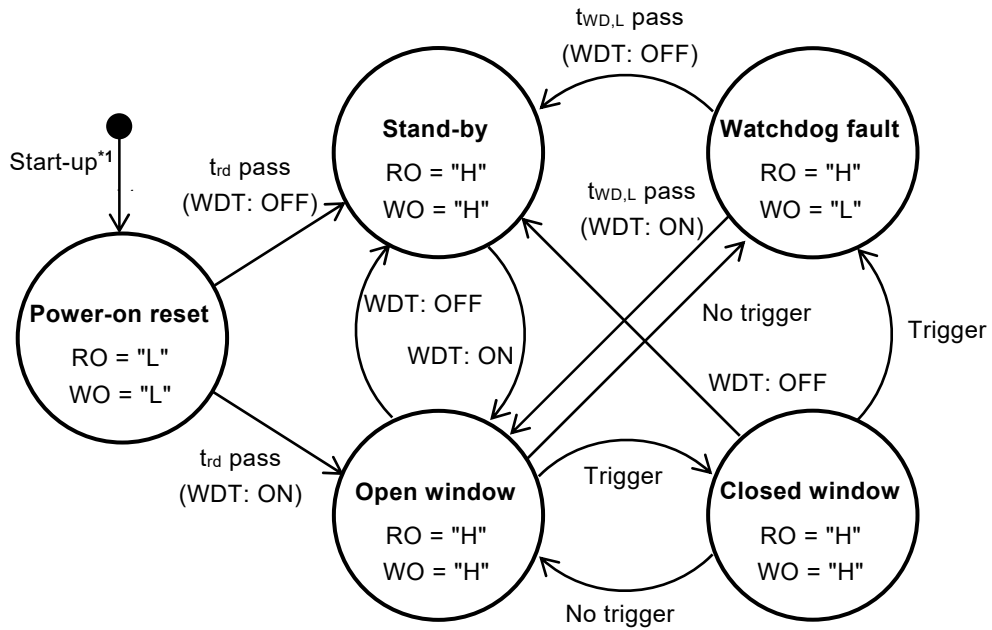 tWD,L pass
(WDT: OFF)
Start-up*1
trd pass
(WDT: OFF)
Stand-by
RO = "H"
WO = "H"
Watchdog fault
RO = "H"
WO = "L"
tWD,L pass
(WDT: ON)
Power-on reset
RO = "L"
WO = "L"
WDT: OFF
WDT: ON
No trigger
Trigger
WDT: OFF
trd pass
(WDT: ON)
Open window
RO = "H"
WO = "H"
Trigger
Closed window
RO = "H"
WO = "H"
No trigger